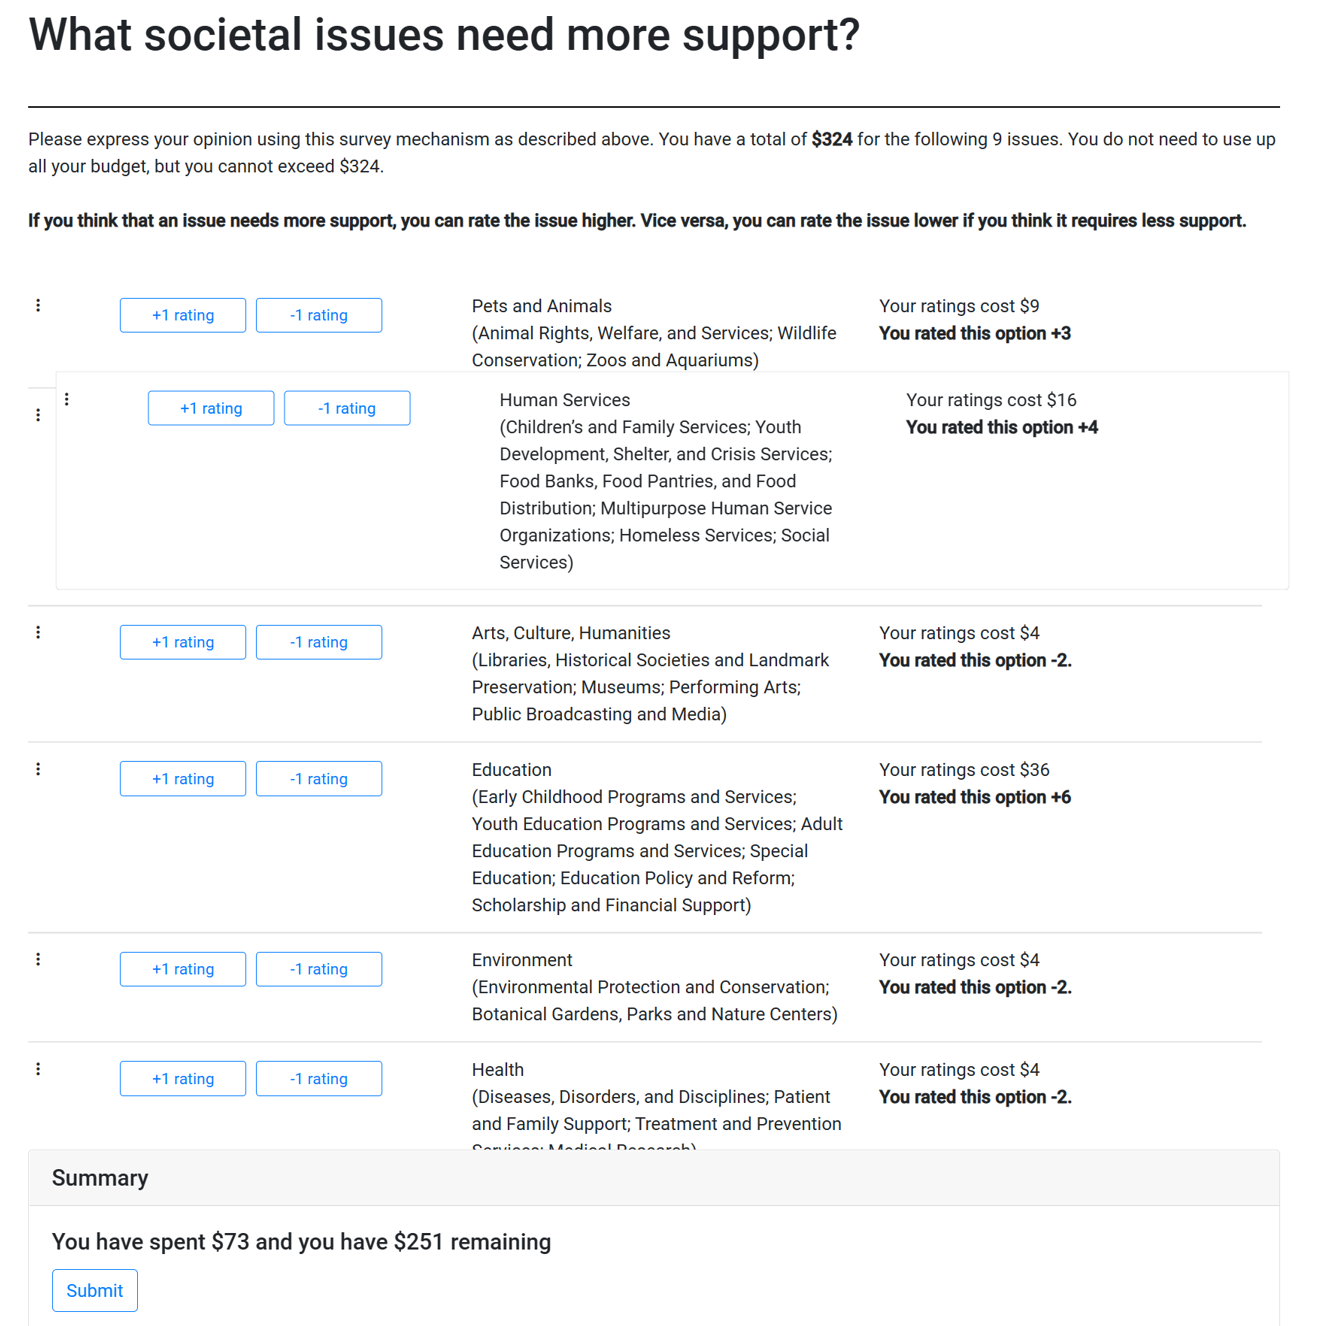 What societal issues need more support?
Please express your opinion using this survey mechanism as described above. You have a total of $324 for the following 9 issues. You do not need to use up
all your budget, but you cannot exceed $324.
If you think that an issue needs more support, you can rate the issue higher. Vice versa, you can rate the issue lower if you think it requires less support.
+1 rating -1 rating Pets and Animals Your ratings cost $9
(Animal Rights, Welfare, and Services; Wildlife You rated this option +3
Conservation; Zoos and Aquariums)
+1 rating -1 rating Human Services Your ratings cost $16
(Children's and Family Services; Youth You rated this option +4
Development, Shelter, and Crisis Services;
Food Banks, Food Pantries, and Food
Distribution; Multipurpose Human Service
Organizations; Homeless Services; Social
Services)
+1 rating -1 rating Arts, Culture, Humanities Your ratings cost $4
(Libraries, Historical Societies and Landmark You rated this option -2.
Preservation; Museums; Performing Arts;
Public Broadcasting and Media)
+1 rating -1 rating Education Your ratings cost $36
(Early Childhood Programs and Services; You rated this option +6
Youth Education Programs and Services; Adult
Education Programs and Services; Special
Education; Education Policy and Reform;
Scholarship and Financial Support)
+1 rating -1 rating Environment Your ratings cost $4
(Environmental Protection and Conservation; You rated this option -2.
Botanical Gardens, Parks and Nature Centers)
+1 rating -1 rating Health Your ratings cost $4
(Diseases, Disorders, and Disciplines; Patient You rated this option -2.
and Family Support; Treatment and Prevention
Services; Medical Research)
Summary
You have spent $73 and you have $251 remaining
Submit